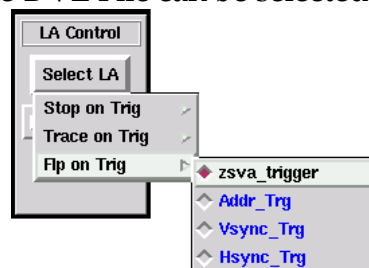 LA Control
Select LA
Stop on Trig
Trace on Trig
Flp on Trig
zsva_trigger
Addr_Trg
Vsync_Trg
Hsync_Trg